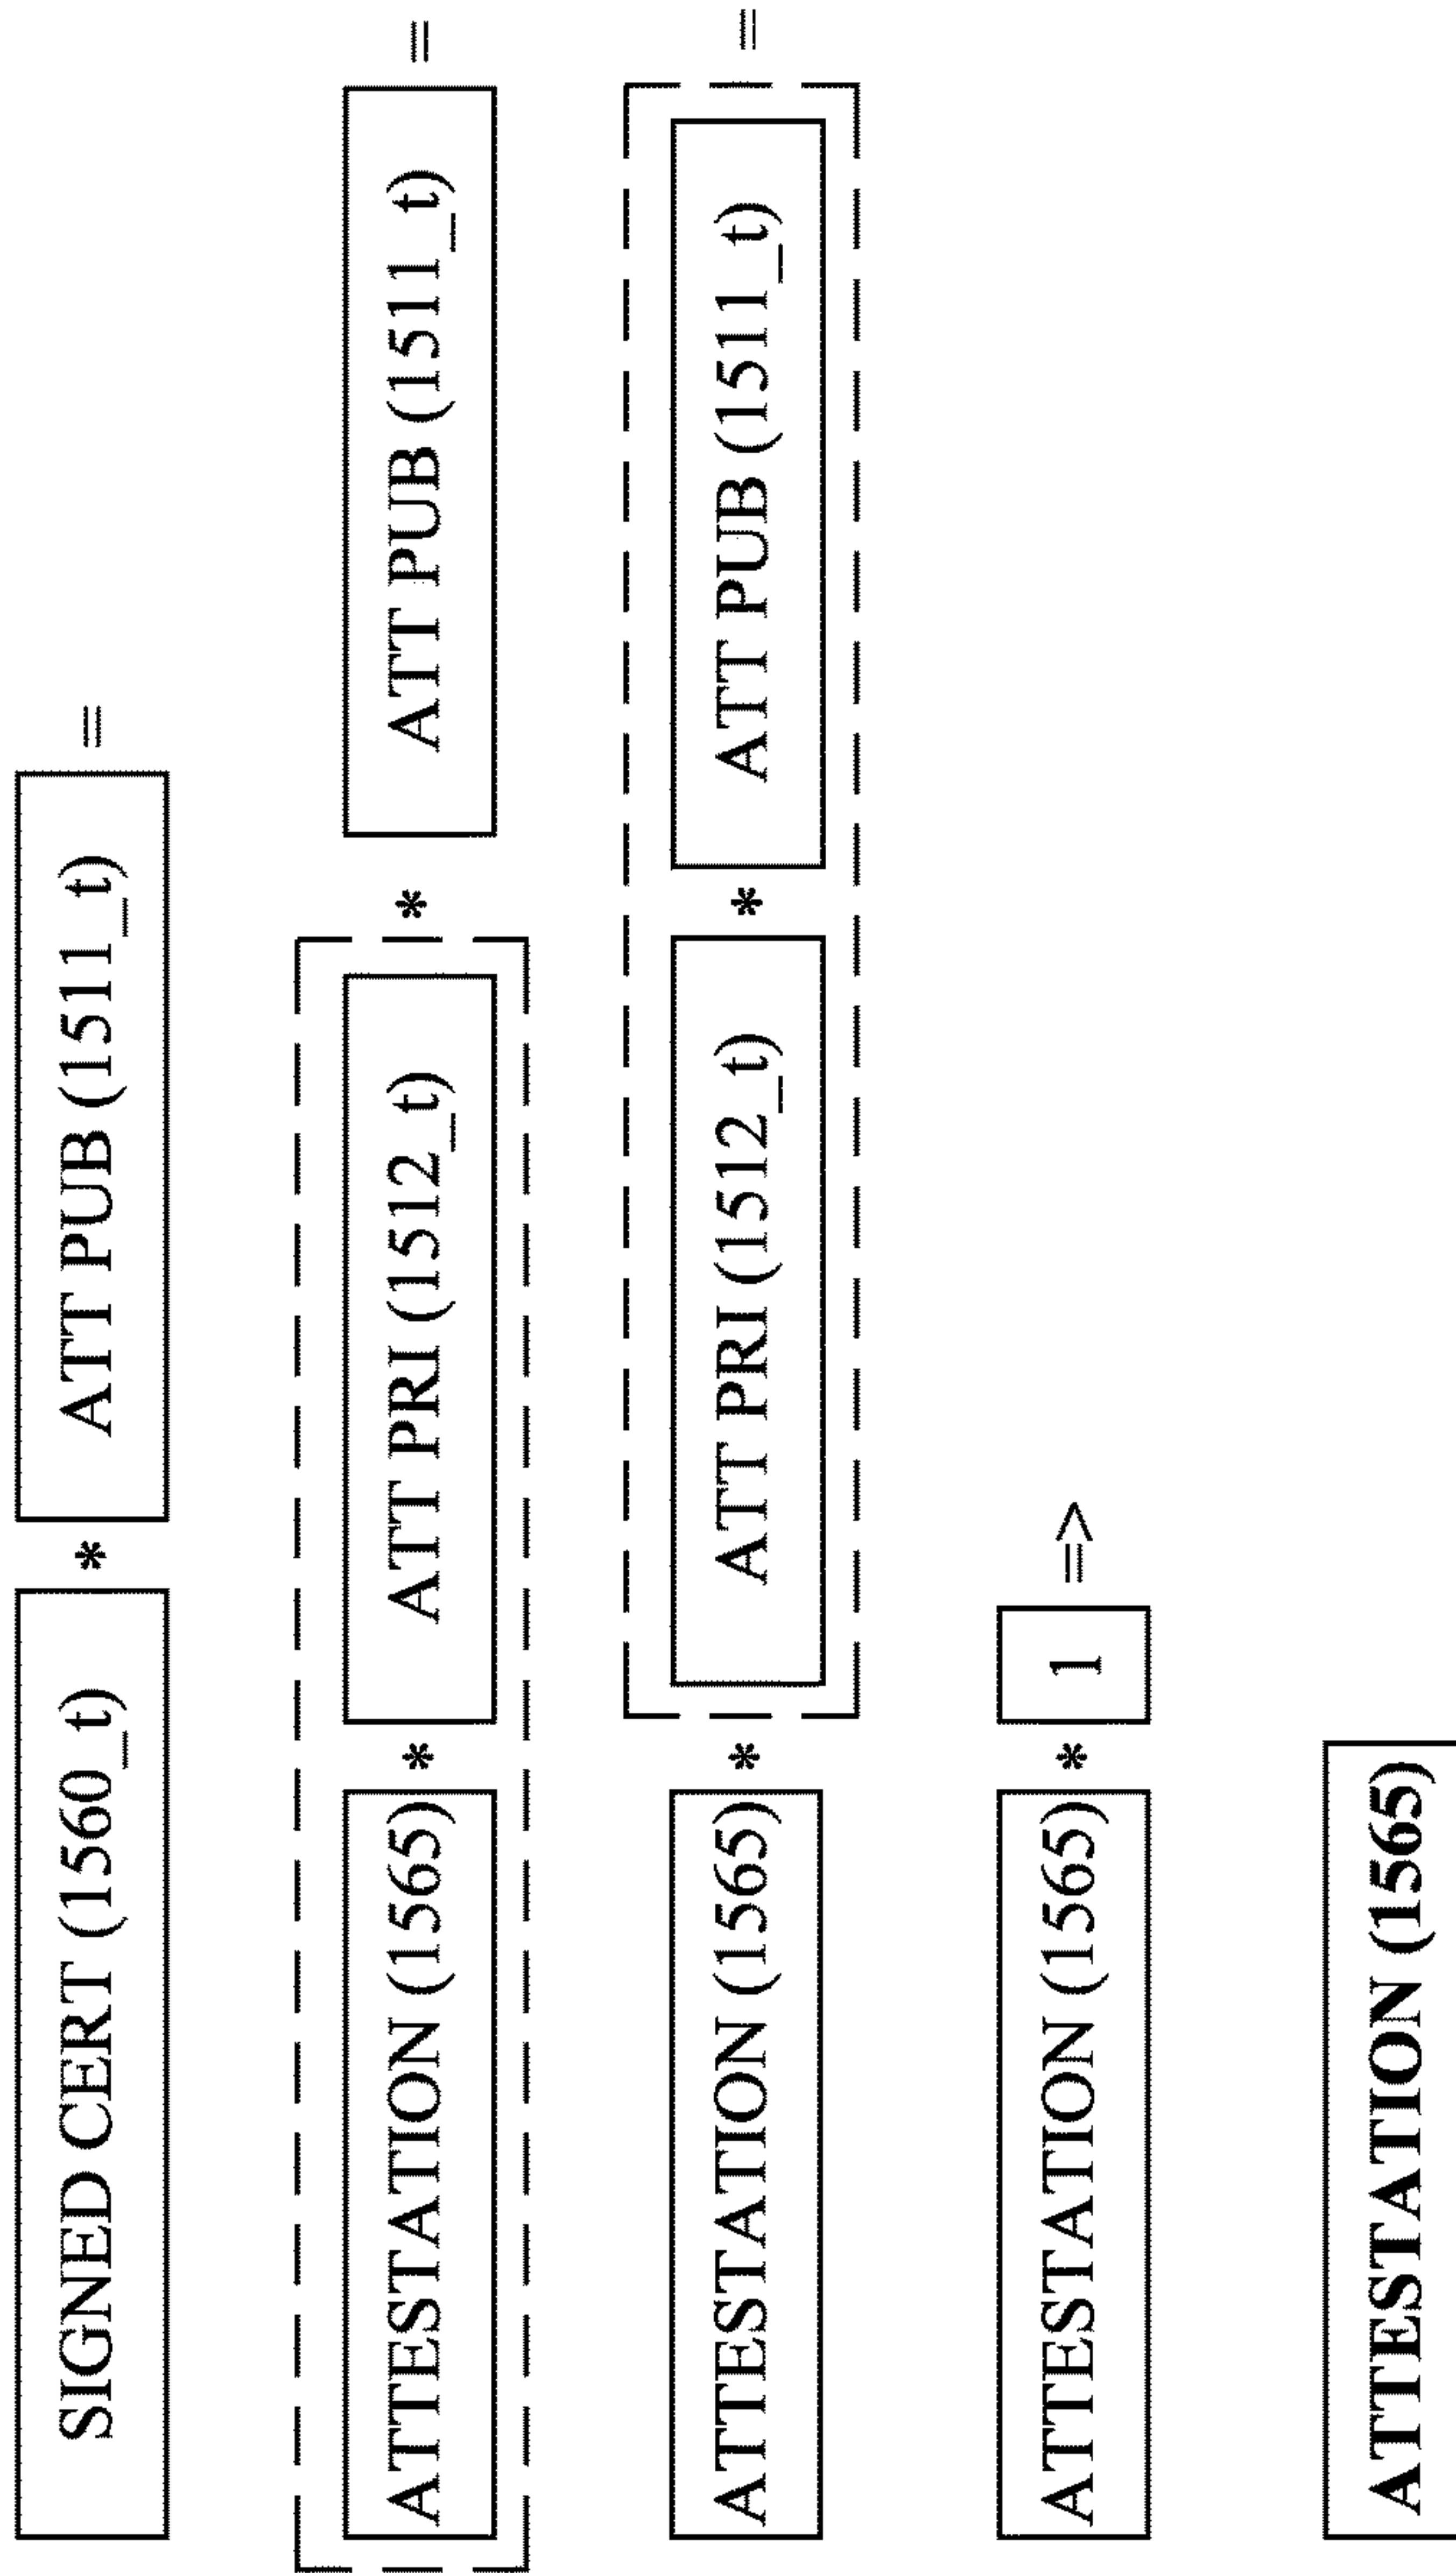 SIGNED CERT (1560_t) * ATT PUB (1511_t) =
ATTESTATION (1565) * ATT PRI (1512_t) * ATT PUB (1511_t) =
ATTESTATION (1565) * ATT PRI (1512_t) * ATT PUB (1511_t) =
ATTESTATION (1565) * 1 =>
ATTESTATION (1565)